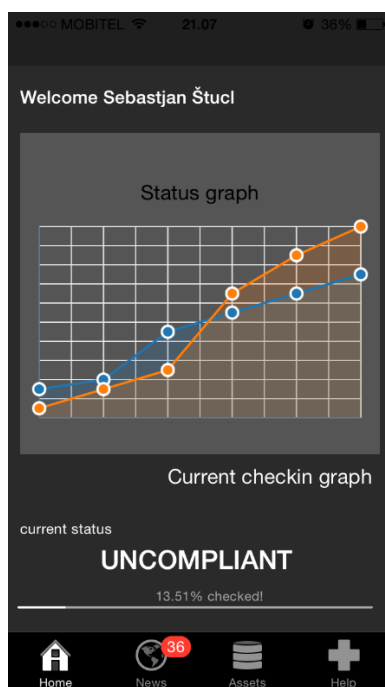 MOBITEL 21.07 36%
Welcome Sebastjan Štucl
Status graph
Current checkin graph
current status
UNCOMPLIANT
13.51% checked!
36
Home News Assets Help